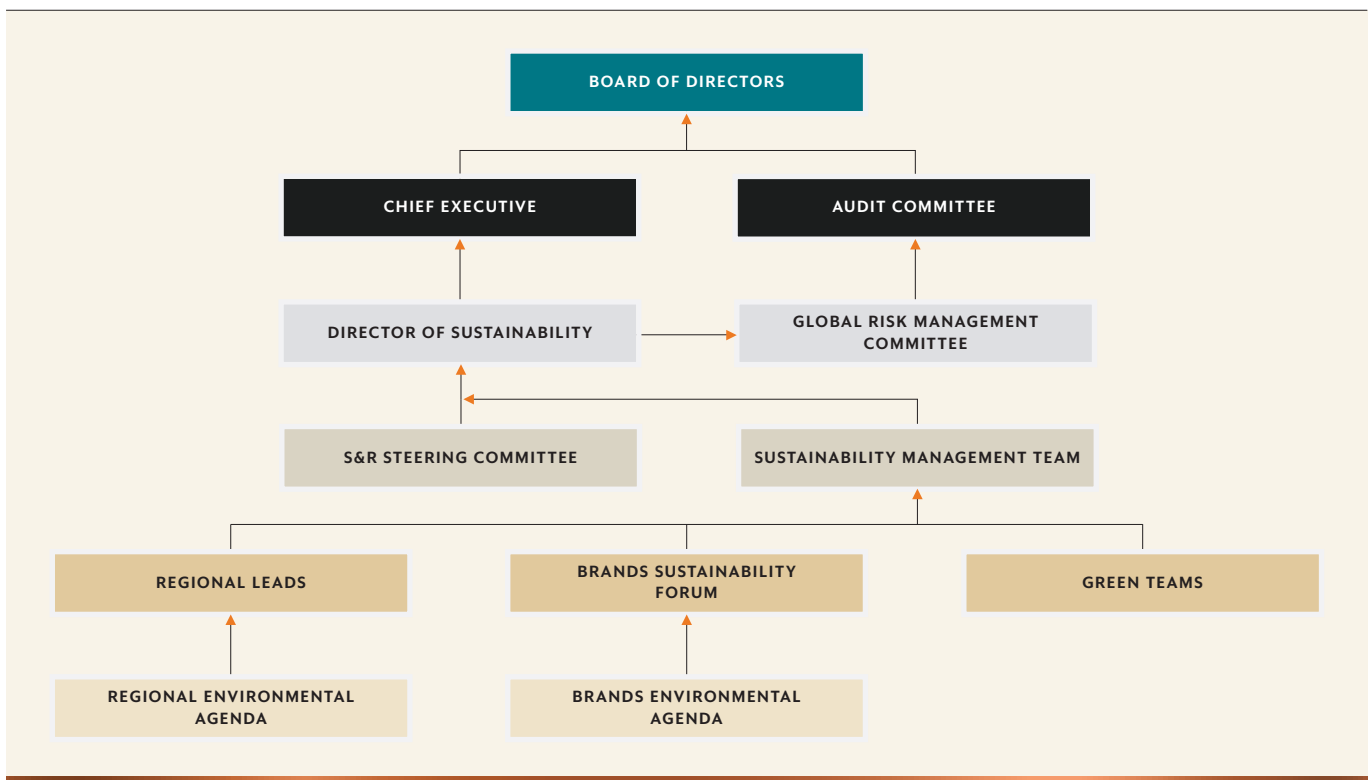 BOARD OF DIRECTORS
CHIEF EXECUTIVE
AUDIT COMMITTEE
DIRECTOR OF SUSTAINABILITY
GLOBAL RISK MANAGEMENT
COMMITTEE
S&R STEERING COMMITTEE
SUSTAINABILITY MANAGEMENT TEAM
REGIONAL LEADS
BRANDS SUSTAINABILITY
FORUM
GREEN TEAMS
REGIONAL ENVIRONMENTAL
AGENDA
BRANDS ENVIRONMENTAL
AGENDA